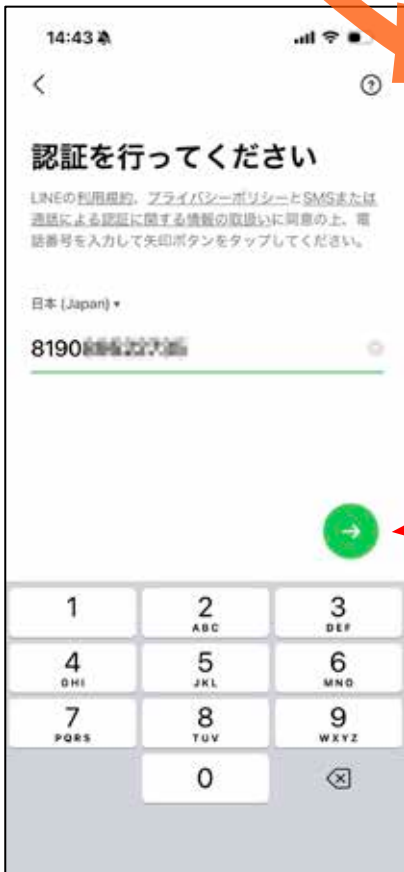 14:43
認証を行ってください
LINEの利用規約、プライバシーポリシーとSMSまたは
通話による認証に関する情報の取扱いに同意の上、電
話番号を入力して矢印ボタンをタップしてください。
日本 (Japan)
8190
1
2
ABC
3
DEF
4
GHI
5
JKL
6
MNO
7
PQRS
8
TUV
9
WXYZ
0